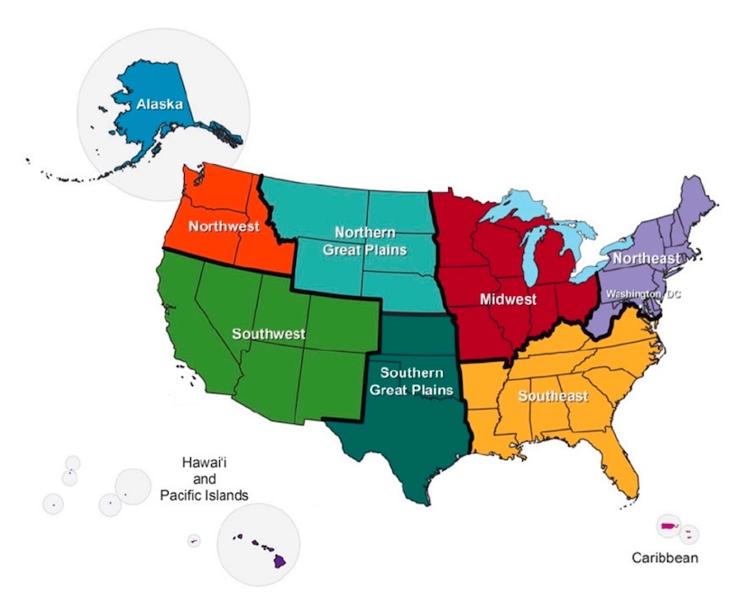 Alaska
Northwest
Northern
Great Plains
Northeast
Washington, DC
Midwest
Southwest
Southern
Great Plains
Southeast
Hawai'i
and
Pacific Islands
Caribbean